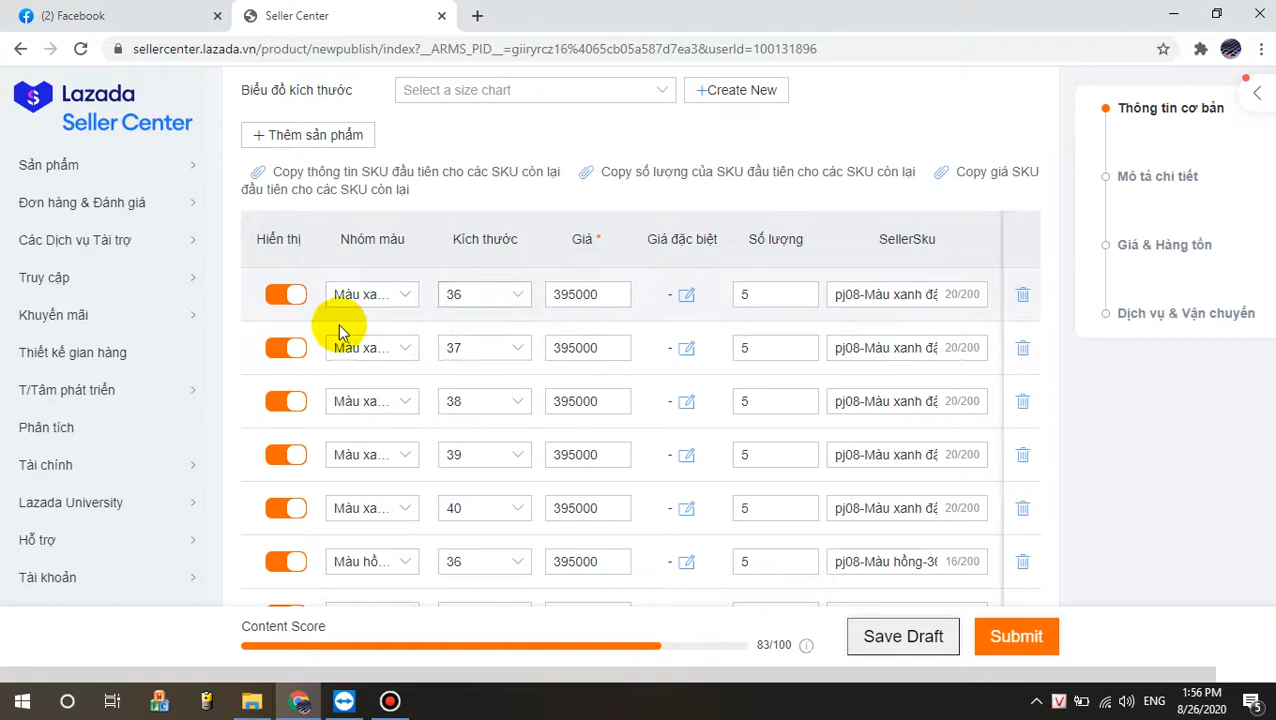 (2) Facebook
Seller Center
sellercenter.lazada.vn/product/newpublish/index?__ARMS_PID__=giiryrcz16%4065cb05a587d7ea3&userId=100131896
Lazada
Seller Center
Sản phẩm
Đơn hàng & Đánh giá
Các Dịch vụ Tài trợ
Truy cập
Khuyến mãi
Thiết kế gian hàng
T/Tâm phát triển
Phân tích
Tài chính
Lazada University
Hỗ trợ
Tài khoản
Biểu đồ kích thước
Select a size chart
+Create New
+ Thêm sản phẩm
Copy thông tin SKU đầu tiên cho các SKU còn lại Copy số lượng của SKU đầu tiên cho các SKU còn lại Copy giá SKU
đầu tiên cho các SKU còn lại
Hiển thị Nhóm màu Kích thước Giá * Giá đặc biệt Số lượng SellerSku
Màu xa... 36 395000 - 5 pj08-Màu xanh đậ 20/200
Màu xa... 37 395000 - 5 pj08-Màu xanh đậ 20/200
Màu xa... 38 395000 - 5 pj08-Màu xanh đậ 20/200
Màu xa... 39 395000 - 5 pj08-Màu xanh đậ 20/200
Màu xa... 40 395000 - 5 pj08-Màu xanh đậ 20/200
Màu hồ... 36 395000 - 5 pj08-Màu hồng-36 16/200
Content Score
83/100
Save Draft
Submit
Thông tin cơ bản
Mô tả chi tiết
Giá & Hàng tồn
Dịch vụ & Vận chuyển
ENG
1:56 PM
8/26/2020
5